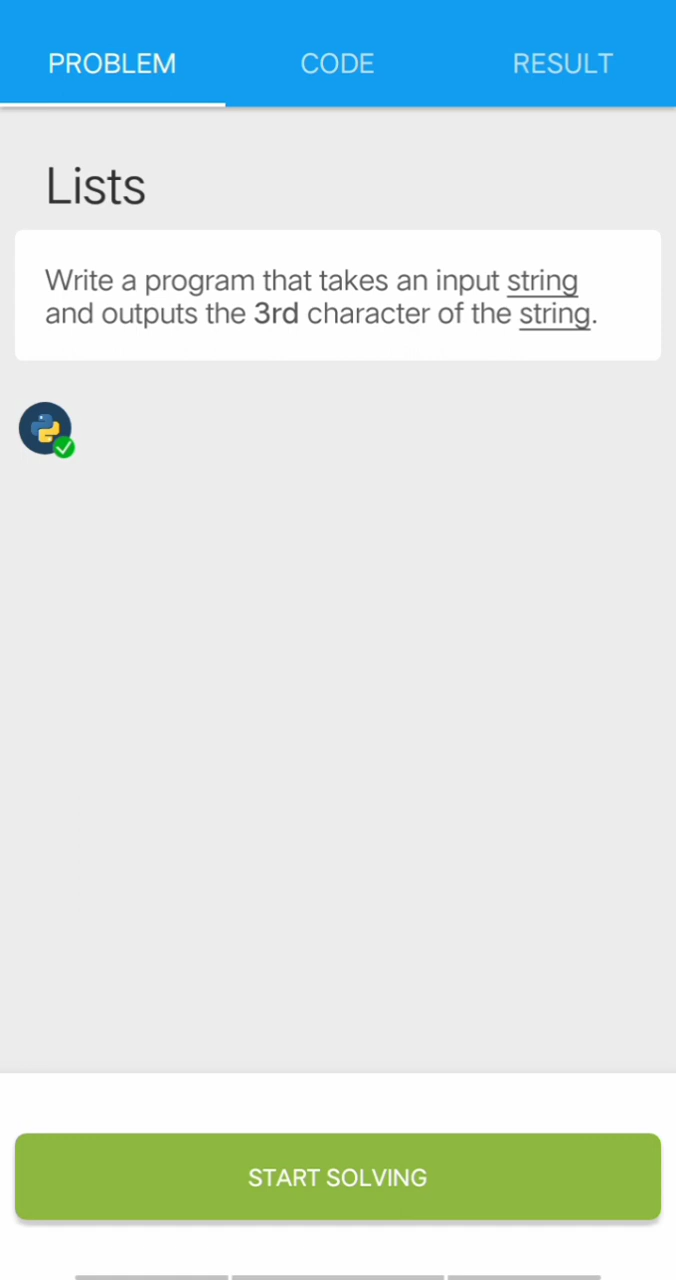 PROBLEM CODE RESULT
Lists
Write a program that takes an input string
and outputs the 3rd character of the string.
START SOLVING